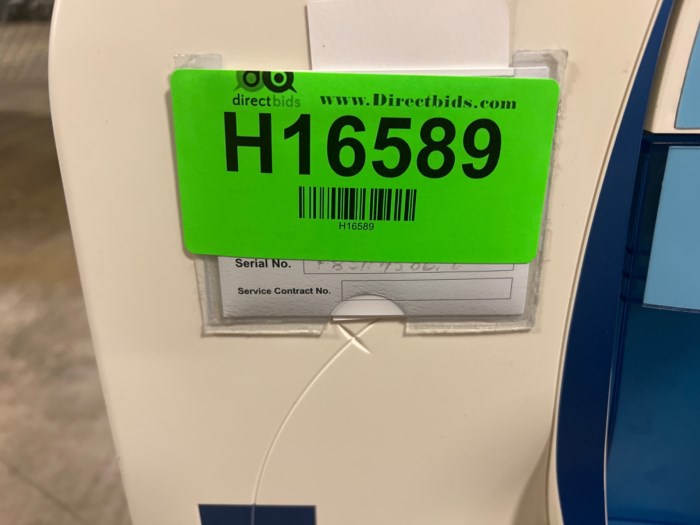 directbids www.Directbids.com
H16589
H16589
Serial No.
Service Contract No.